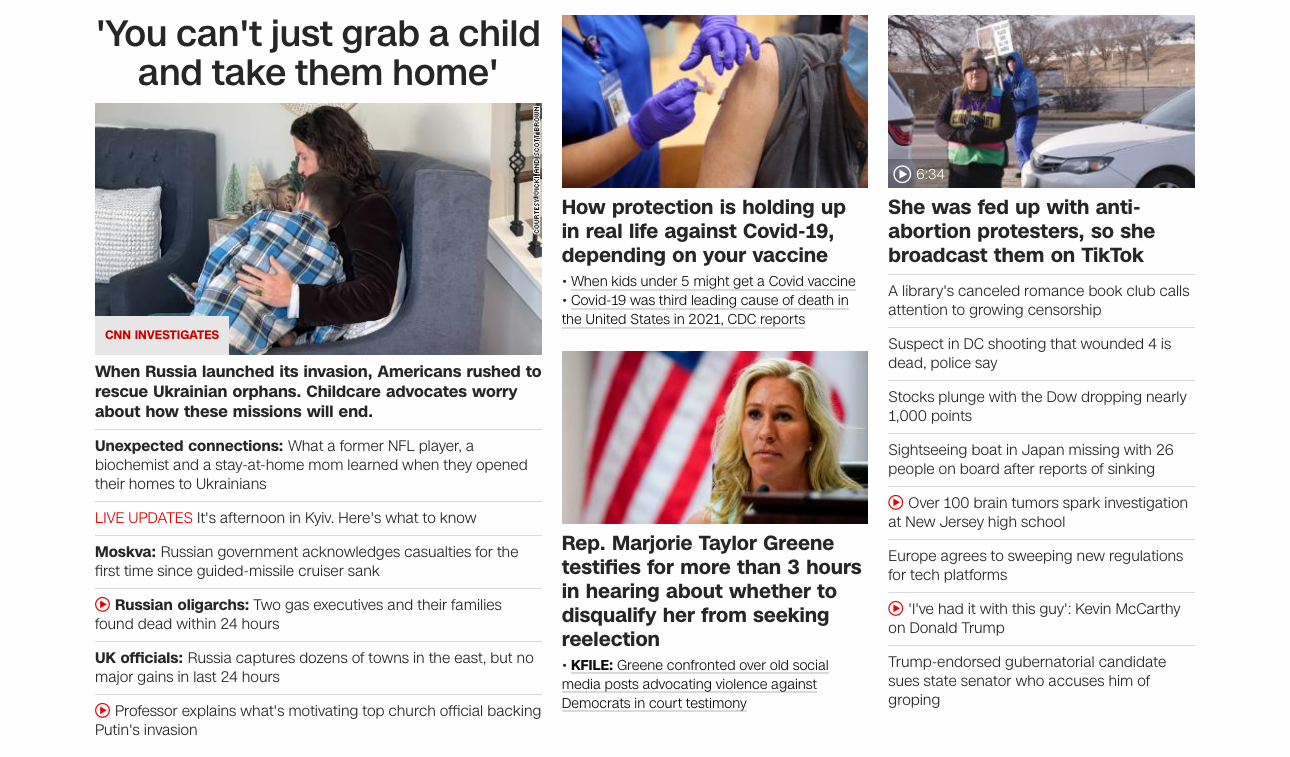 'You can't just grab a child
and take them home'
COURTESY VICKI AND SCOTT BROWN
CNN INVESTIGATES
When Russia launched its invasion, Americans rushed to
rescue Ukrainian orphans. Childcare advocates worry
about how these missions will end.
Unexpected connections: What a former NFL player, a
biochemist and a stay-at-home mom learned when they opened
their homes to Ukrainians
LIVE UPDATES It's afternoon in Kyiv. Here's what to know
Moskva: Russian government acknowledges casualties for the
first time since guided-missile cruiser sank
Russian oligarchs: Two gas executives and their families
found dead within 24 hours
UK officials: Russia captures dozens of towns in the east, but no
major gains in last 24 hours
Professor explains what's motivating top church official backing
Putin's invasion
How protection is holding up
in real life against Covid-19,
depending on your vaccine
• When kids under 5 might get a Covid vaccine
• Covid-19 was third leading cause of death in
the United States in 2021, CDC reports
Rep. Marjorie Taylor Greene
testifies for more than 3 hours
in hearing about whether to
disqualify her from seeking
reelection
• KFILE: Greene confronted over old social
media posts advocating violence against
Democrats in court testimony
6:34
She was fed up with anti-
abortion protesters, so she
broadcast them on TikTok
A library's canceled romance book club calls
attention to growing censorship
Suspect in DC shooting that wounded 4 is
dead, police say
Stocks plunge with the Dow dropping nearly
1,000 points
Sightseeing boat in Japan missing with 26
people on board after reports of sinking
Over 100 brain tumors spark investigation
at New Jersey high school
Europe agrees to sweeping new regulations
for tech platforms
'I've had it with this guy': Kevin McCarthy
on Donald Trump
Trump-endorsed gubernatorial candidate
sues state senator who accuses him of
groping